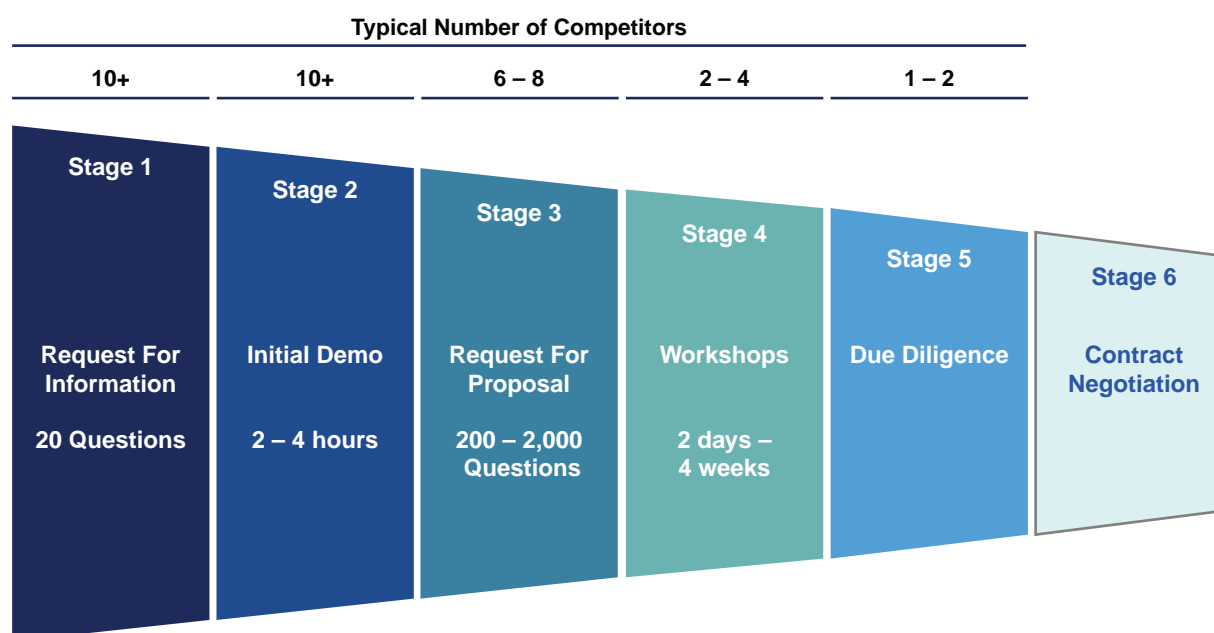 Typical Number of Competitors
10+
10+
6 – 8
2 – 4
1 – 2
Stage 1
Request For
Information
20 Questions
Stage 2
Initial Demo
2 – 4 hours
Stage 3
Request For
Proposal
200 – 2,000
Questions
Stage 4
Workshops
2 days –
4 weeks
Stage 5
Due Diligence
Stage 6
Contract
Negotiation